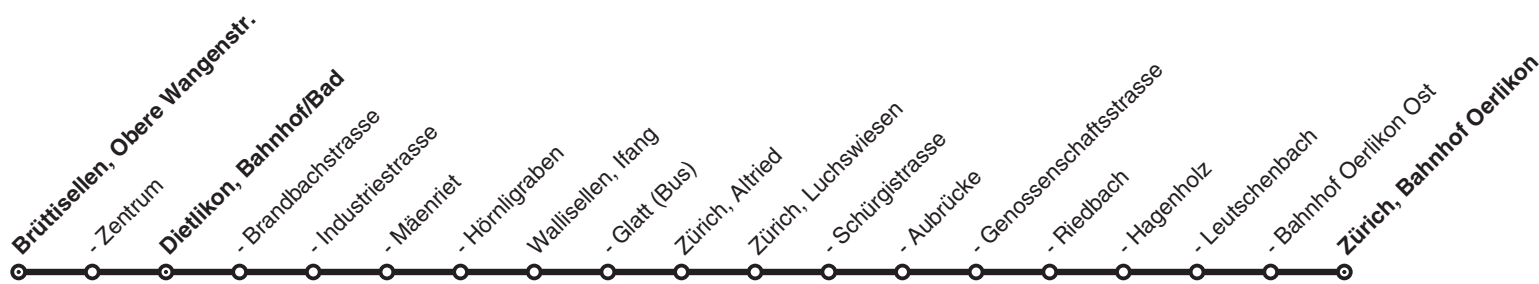 Brüttisellen, Obere Wangenstr.
- Zentrum
Dietlikon, Bahnhof/Bad
- Brandbachstrasse
- Industriestrasse
- Mäenriet
- Hörnligraben
Wallisellen, Ifang
- Glatt (Bus)
Zürich, Altried
Zürich, Luchswiesen
- Schürgistrasse
- Aubrücke
- Genossenschaftsstrasse
- Riedbach
- Hagenholz
- Leutschenbach
- Bahnhof Oerlikon Ost
Zürich, Bahnhof Oerlikon